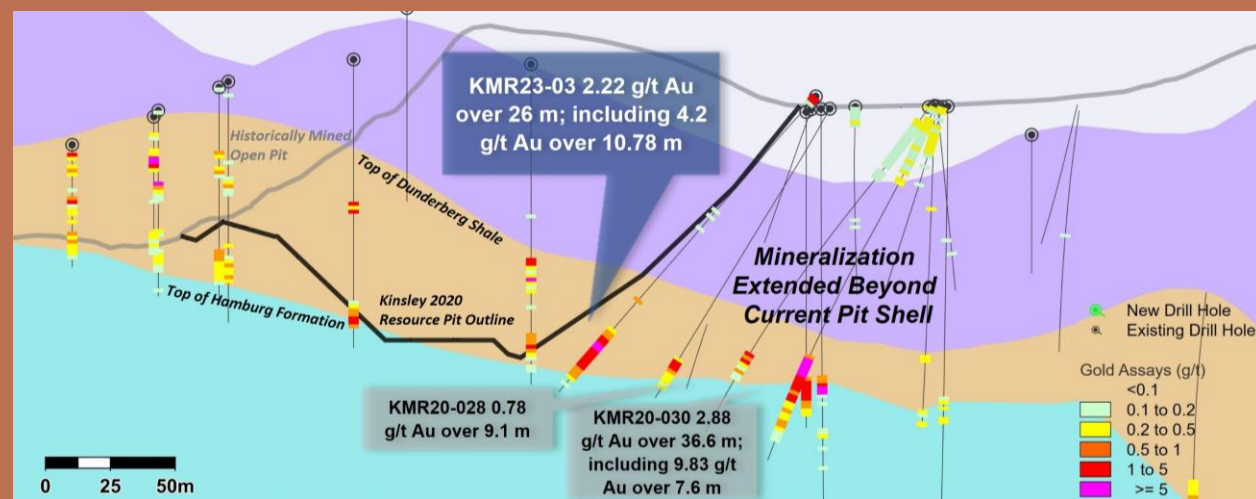 KMR23-03 2.22 g/t Au
over 26 m; including 4.2
g/t Au over 10.78 m
Historically Mined
Open Pit
Top of Dunderberg Shale
Mineralization
Extended Beyond
Current Pit Shell
Top of Hamburg Formation
Kinsley 2020
Resource Pit Outline
KMR20-028 0.78
g/t Au over 9.1 m
KMR20-030 2.88
g/t Au over 36.6 m;
including 9.83 g/t
Au over 7.6 m
New Drill Hole
Existing Drill Hole
Gold Assays (g/t)
<0.1
0.1 to 0.2
0.2 to 0.5
0.5 to 1
1 to 5
>= 5
0 25 50m